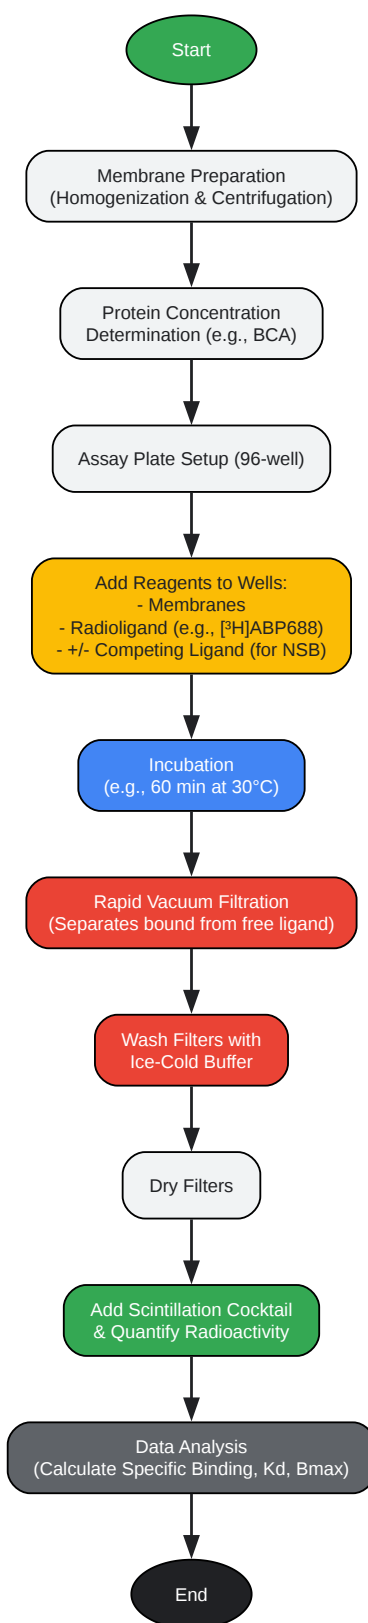 Start
Membrane Preparation
(Homogenization & Centrifugation)
Protein Concentration
Determination (e.g., BCA)
Assay Plate Setup (96-well)
Add Reagents to Wells:
- Membranes
- Radioligand (e.g., [³H]ABP688)
- +/- Competing Ligand (for NSB)
Incubation
(e.g., 60 min at 30°C)
Rapid Vacuum Filtration
(Separates bound from free ligand)
Wash Filters with
Ice-Cold Buffer
Dry Filters
Add Scintillation Cocktail
& Quantify Radioactivity
Data Analysis
(Calculate Specific Binding, Kd, Bmax)
End